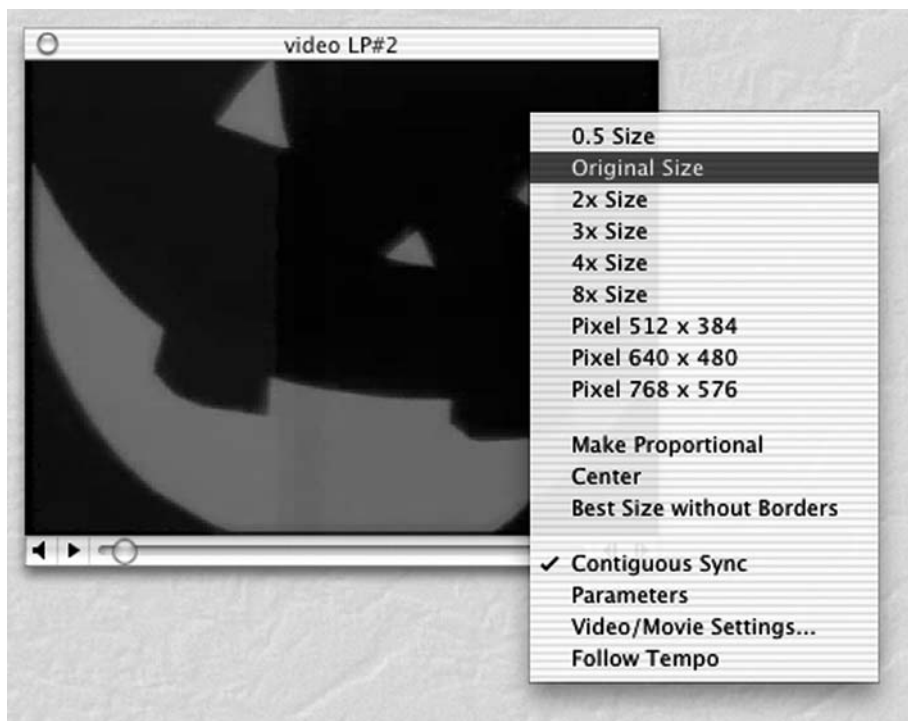 video LP#2
0.5 Size
Original Size
2x Size
3x Size
4x Size
8x Size
Pixel 512 x 384
Pixel 640 x 480
Pixel 768 x 576
Make Proportional
Center
Best Size without Borders
✓ Contiguous Sync
Parameters
Video/Movie Settings...
Follow Tempo